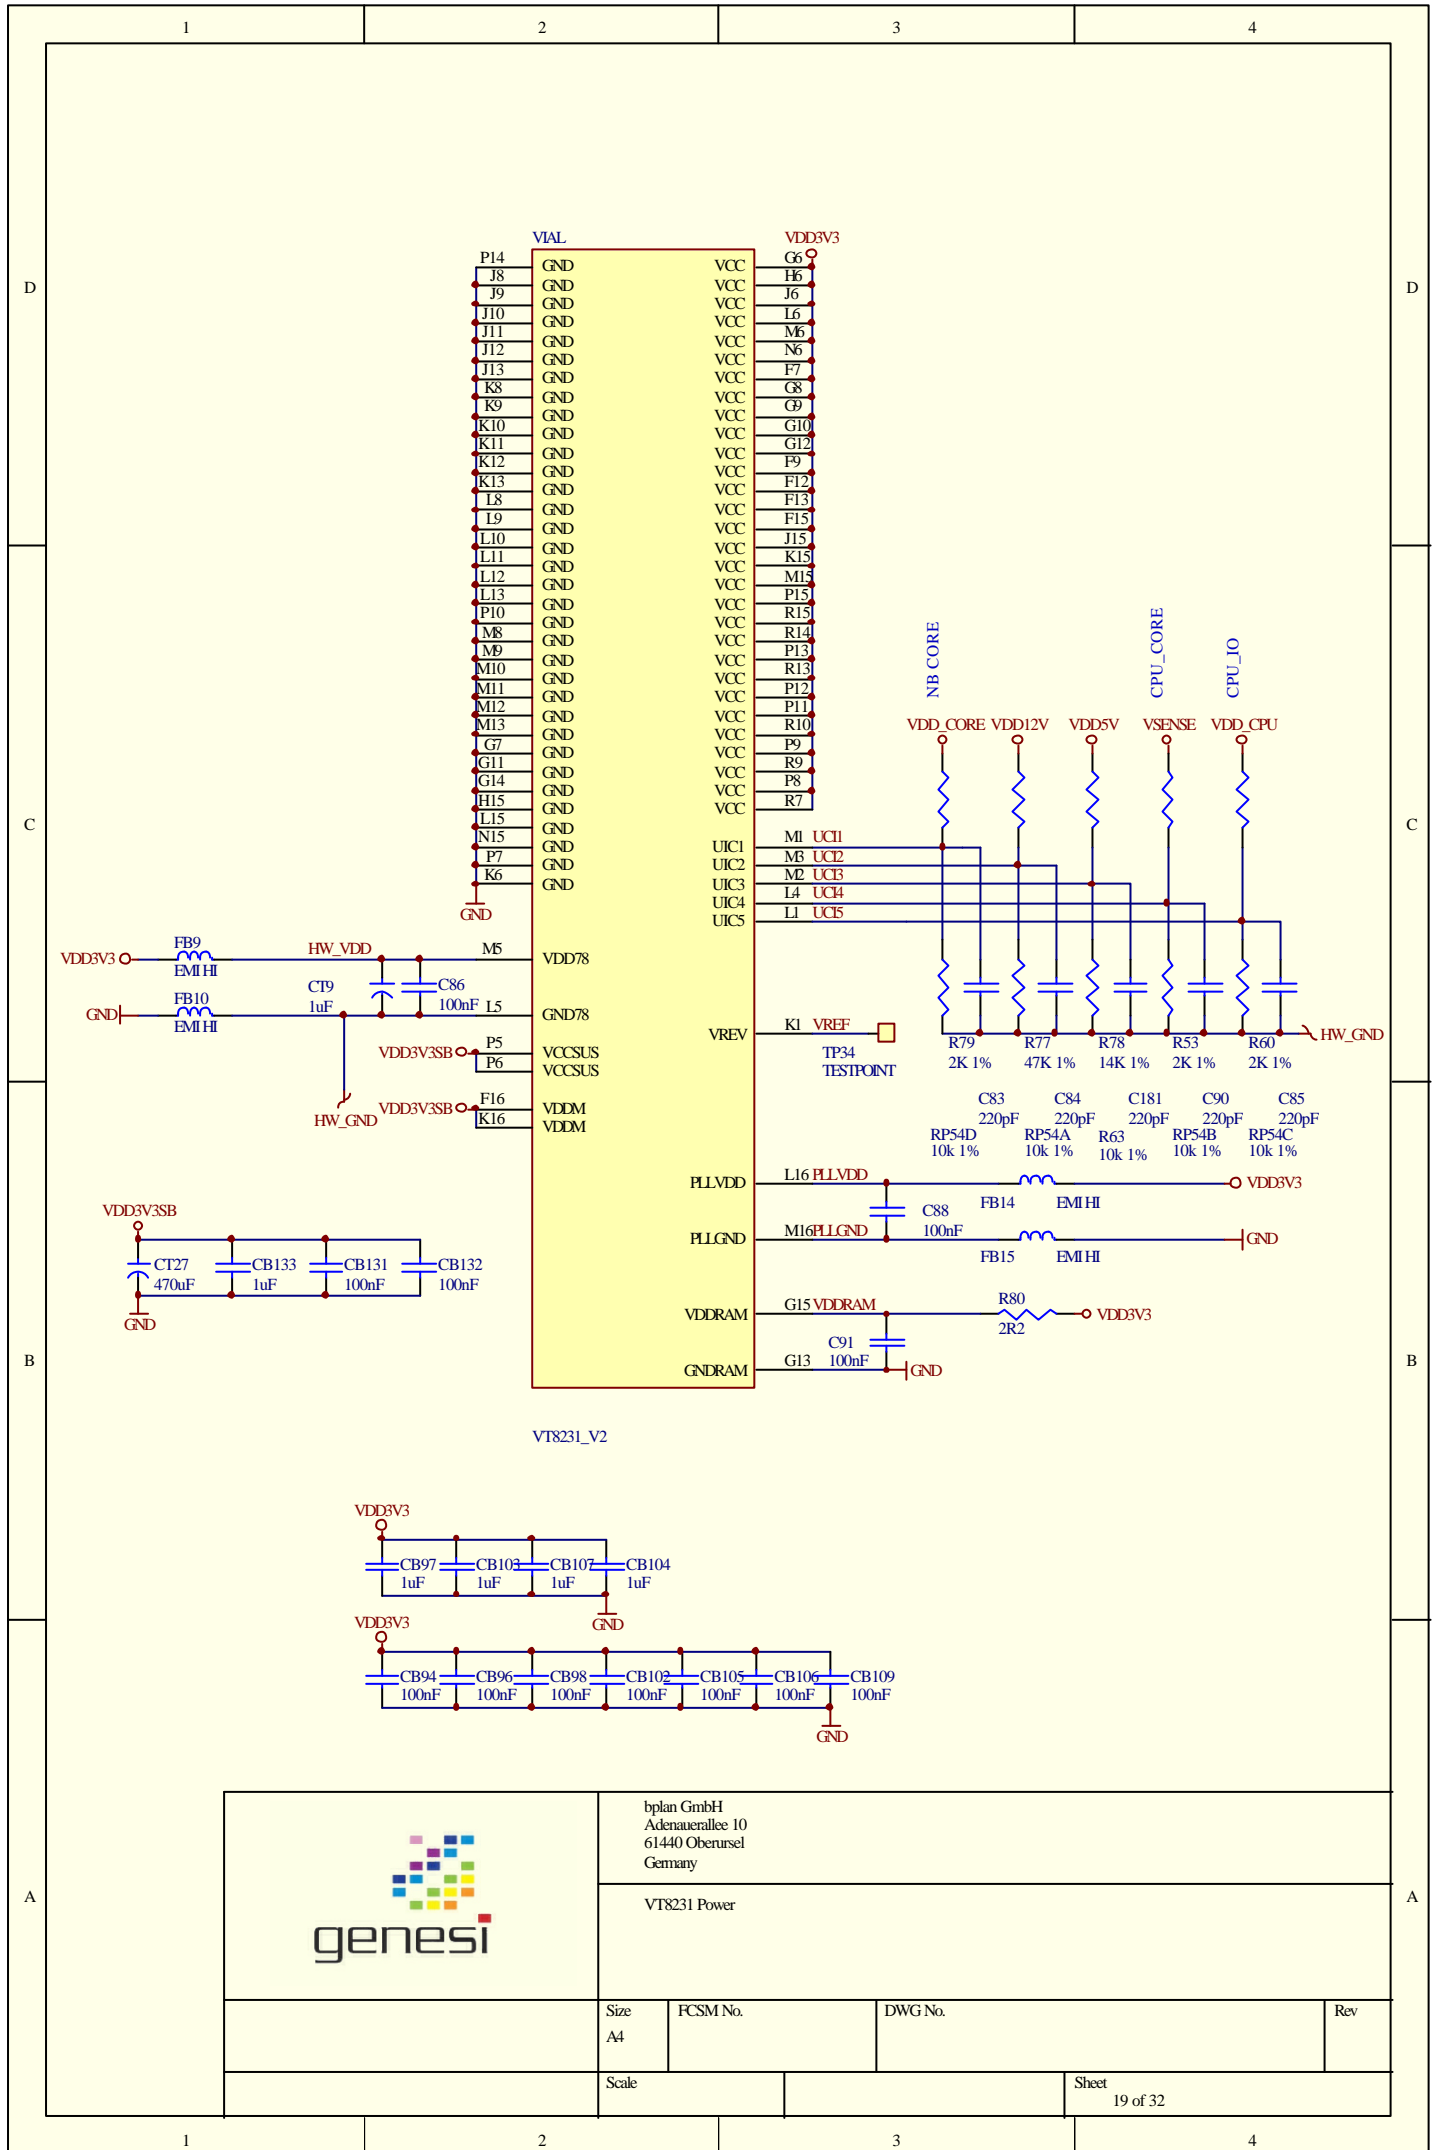 1 2 3 4
D D
C C
B B
A A
VIAL
VDD3V3
P14 GND VCC G6
J8 GND VCC H6
J9 GND VCC J6
J10 GND VCC L6
J11 GND VCC M6
J12 GND VCC N6
J13 GND VCC F7
K8 GND VCC G8
K9 GND VCC G9
K10 GND VCC G10
K11 GND VCC G12
K12 GND VCC F9
K13 GND VCC F12
L8 GND VCC F13
L9 GND VCC F15
L10 GND VCC J15
L11 GND VCC K15
L12 GND VCC M15
L13 GND VCC P15
P10 GND VCC R15
M8 GND VCC R14
M9 GND VCC P13
M10 GND VCC R13
M11 GND VCC P12
M12 GND VCC P11
M13 GND VCC R10
G7 GND VCC P9
G11 GND VCC R9
G14 GND VCC P8
H15 GND VCC R7
L15 GND
N15 GND UIC1 M1 UCI1
P7 GND UIC2 M3 UCI2
K6 GND UIC3 M2 UCI3
UIC4 L4 UCI4
UIC5 L1 UCI5
GND
NB CORE CPU_CORE CPU_IO
VDD_CORE VDD12V VDD5V VSENSE VDD_CPU
VDD3V3 FB9 EMI HI HW_VDD M5 VDD78
CT9 1uF C86 100nF
GND FB10 EMI HI L5 GND78
HW_GND
VDD3V3SB P5 VCCSUS
P6 VCCSUS
VDD3V3SB F16 VDDM
K16 VDDM
VREV K1 VREF
TP34
TESTPOINT
HW_GND
R79 R77 R78 R53 R60
2K 1% 47K 1% 14K 1% 2K 1% 2K 1%
C83 C84 C181 C90 C85
220pF 220pF 220pF 220pF 220pF
RP54D RP54A R63 RP54B RP54C
10k 1% 10k 1% 10k 1% 10k 1% 10k 1%
PLLVDD L16 PLLVDD FB14 EMI HI VDD3V3
C88
100nF
PLLGND M16 PLLGND FB15 EMI HI GND
VDDRAM G15 VDDRAM R80 2R2 VDD3V3
C91
100nF
GNDRAM G13 GND
VDD3V3SB
CT27 CB133 CB131 CB132
470uF 1uF 100nF 100nF
GND
VT8231_V2
VDD3V3
CB97 CB103 CB107 CB104
1uF 1uF 1uF 1uF
GND
VDD3V3
CB94 CB96 CB98 CB102 CB105 CB106 CB109
100nF 100nF 100nF 100nF 100nF 100nF 100nF
GND
genesi
bplan GmbH
Adenauerallee 10
61440 Oberursel
Germany
VT8231 Power
Size FCSM No. DWG No. Rev
A4
Scale Sheet
19 of 32
1 2 3 4